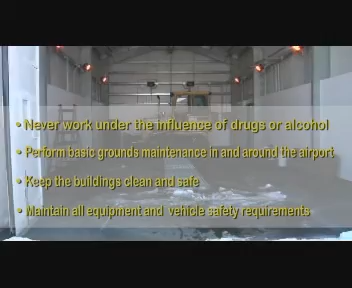 • Never work under the influence of drugs or alcohol
• Perform basic grounds maintenance in and around the airport
• Keep the buildings clean and safe
• Maintain all equipment and vehicle safety requirements